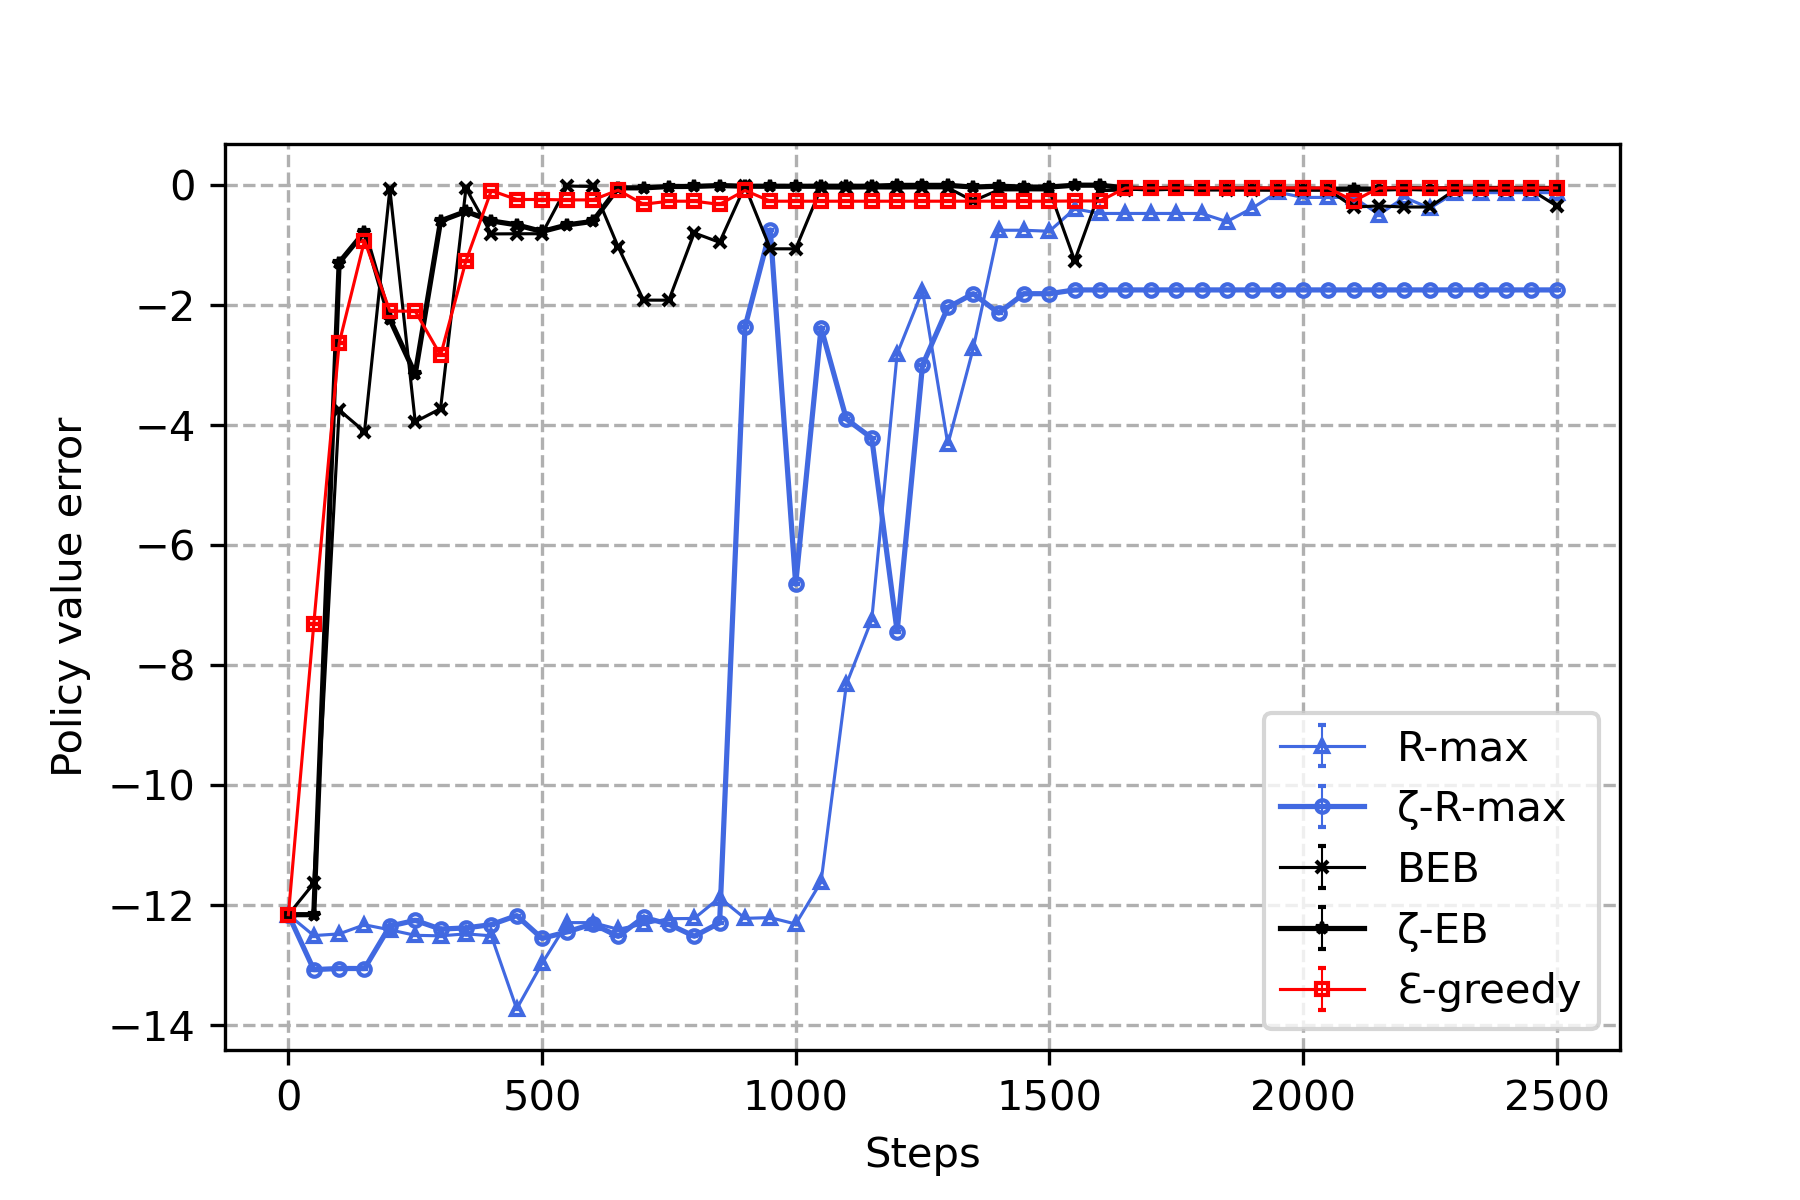 0
−2
−4
−6
−8
−10
−12
−14
Policy value error
0 500 1000 1500 2000 2500
Steps
R-max
ζ-R-max
BEB
ζ-EB
Ɛ-greedy